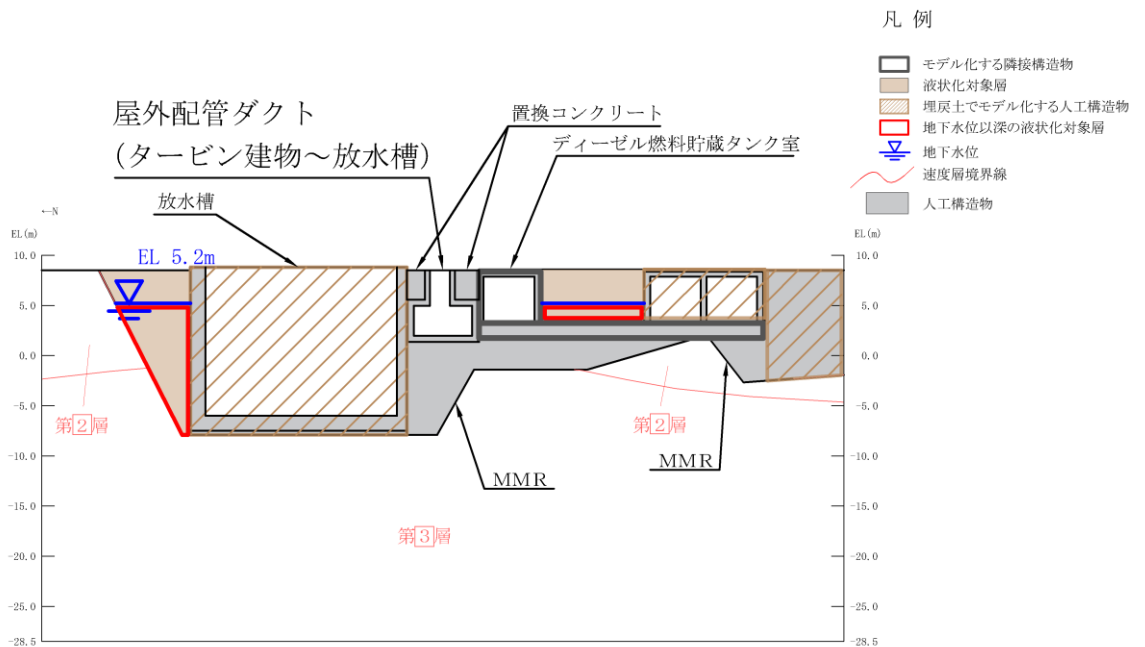 凡 例
モデル化する隣接構造物
液状化対象層
埋戻土でモデル化する人工構造物
地下水位以深の液状化対象層
地下水位
速度層境界線
人工構造物
屋外配管ダクト
(タービン建物～放水槽)
置換コンクリート
ディーゼル燃料貯蔵タンク室
放水槽
←N
EL(m)
EL(m)
EL 5.2m
10.0
10.0
5.0
5.0
0.0
0.0
-5.0
-5.0
第2層
第2層
-10.0
-10.0
MMR
MMR
-15.0
-15.0
第3層
-20.0
-20.0
-25.0
-25.0
-28.5
-28.5